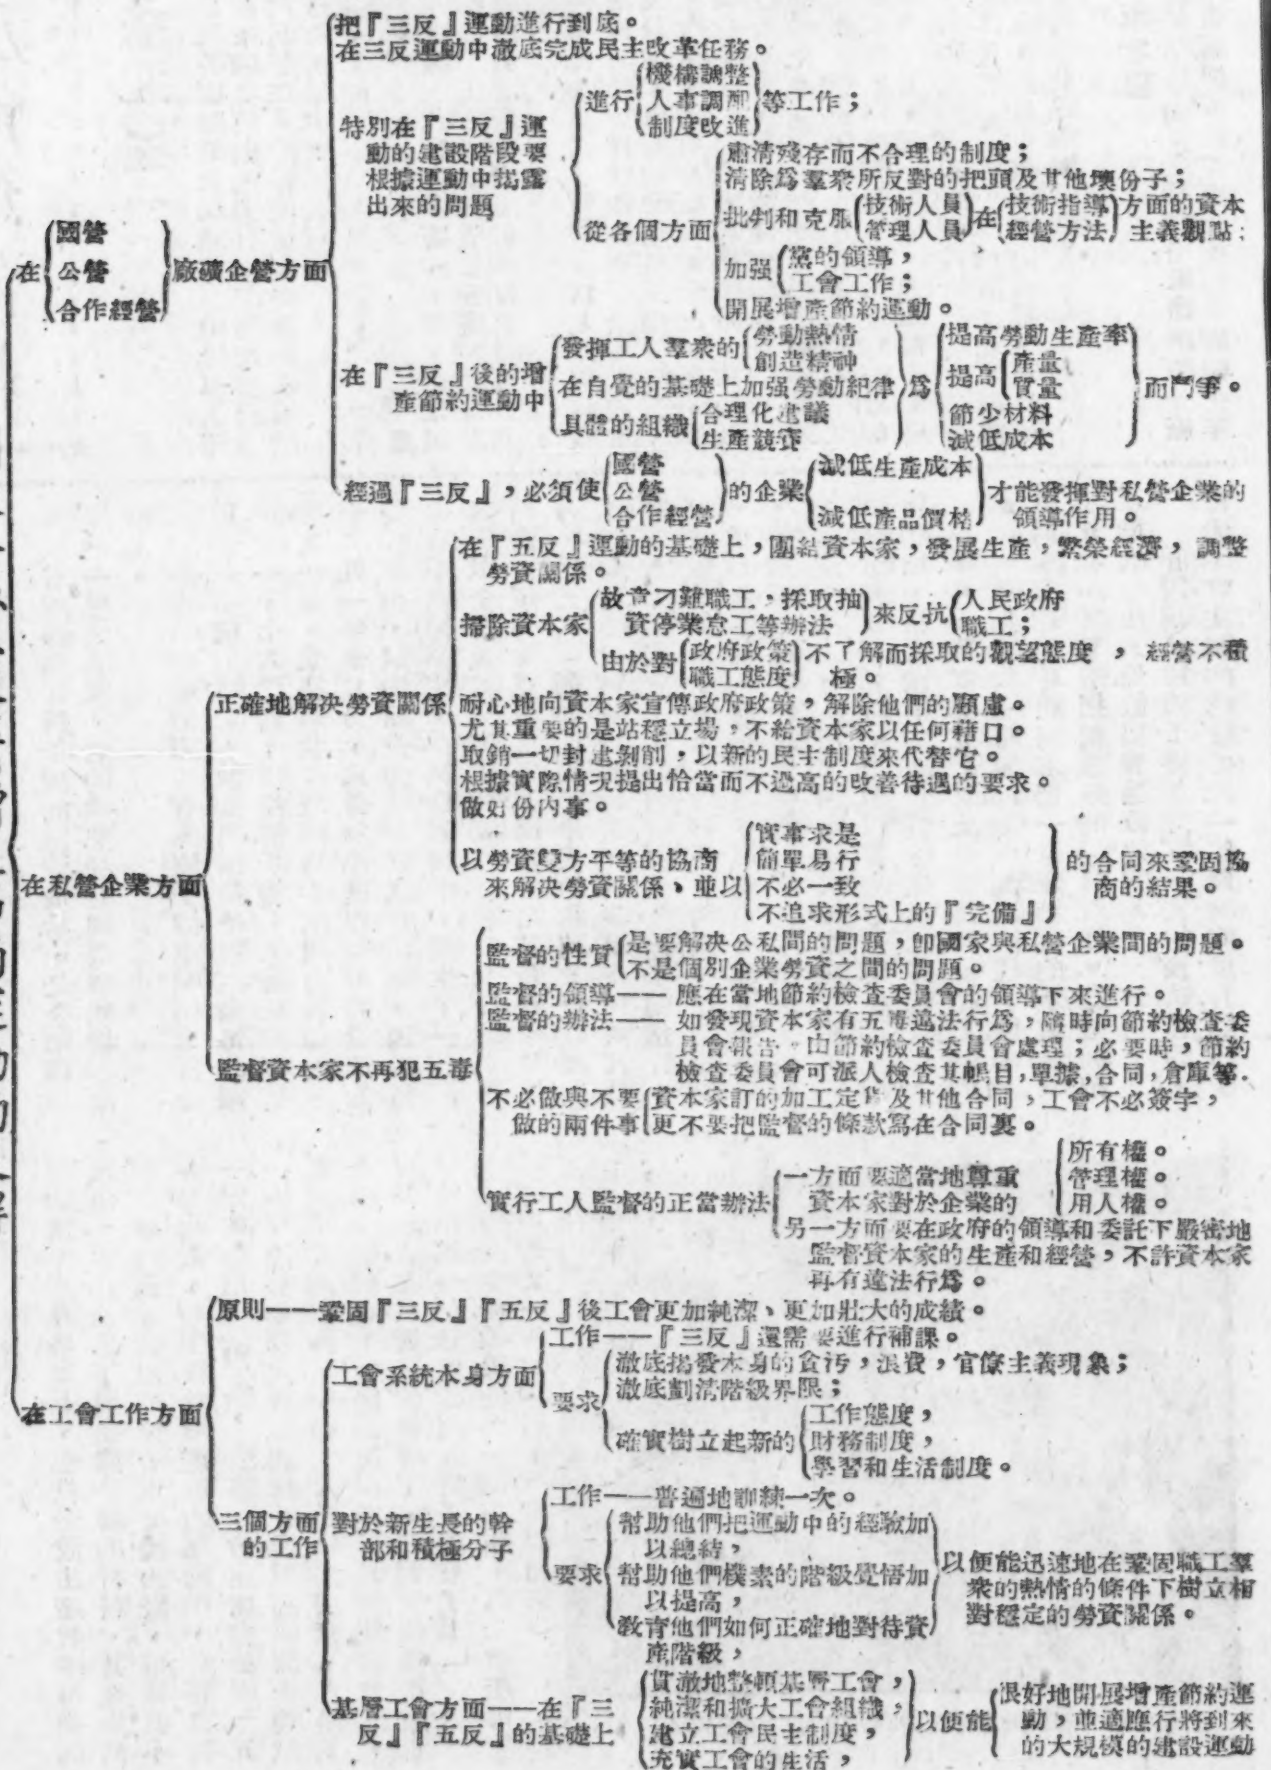 把『三反』運動進行到底。
在三反運動中澈底完成民主改革任務。
特別在『三反』運
動的建設階段要
根據運動中揭露
出來的問題
進行
機構調整
人事調配
制度改進
等工作；
從各個方面
肅清殘存而不合理的制度；
清除爲羣衆所反對的把頭及其他壞份子；
批判和克服
技術人員
管理人員
在
技術指導
經營方法
方面的資本
主義觀點；
加强
黨的領導，
工會工作；
開展增產節約運動。
在
國營
公營
合作經營
廠礦企營方面
在『三反』後的增
產節約運動中
發揮工人羣衆的
勞動熱情
創造精神
在自覺的基礎上加强勞動紀律
具體的組織
合理化建議
生產競賽
爲
提高勞動生產率
提高
產量
質量
節少材料
減低成本
而鬥爭。
經過『三反』，必須使
國營
公營
合作經營
的企業
減低生產成本
減低產品價格
才能發揮對私營企業的
領導作用。
在『五反』運動的基礎上，團結資本家，發展生產，繁榮經濟，調整
勞資關係。
掃除資本家
故意刁難職工，採取抽
資停業怠工等辦法
來反抗
人民政府
職工；
由於對
政府政策
職工態度
不了解而採取的觀望態度，經營不積
極。
正確地解決勞資關係
耐心地向資本家宣傳政府政策，解除他們的顧慮。
尤其重要的是站穩立場，不給資本家以任何藉口。
取銷一切封建剝削，以新的民主制度來代替它。
根據實際情況提出恰當而不過高的改善待遇的要求。
做好份內事。
以勞資雙方平等的協商
來解決勞資關係、並以
實事求是
簡單易行
不必一致
不追求形式上的『完備』
的合同來鞏固協
商的結果。
在私營企業方面
監督資本家不再犯五毒
監督的性質
是要解決公私間的問題，卽國家與私營企業間的問題。
不是個別企業勞資之間的問題。
監督的領導——應在當地節約檢查委員會的領導下來進行。
監督的辦法——如發現資本家有五毒違法行爲，隨時向節約檢查委
員會報告，由節約檢查委員會處理；必要時，節約
檢查委員會可派人檢查其帳目，單據，合同，倉庫等.
不必做與不要
做的兩件事
資本家訂的加工定貨及其他合同，工會不必簽字，
更不要把監督的條款寫在合同裏。
實行工人監督的正當辦法
一方面要適當地尊重
資本家對於企業的
所有權。
管理權。
用人權。
另一方面要在政府的領導和委託下嚴密地
監督資本家的生產和經營，不許資本家
再有違法行爲。
在工會工作方面
原則——鞏固『三反』『五反』後工會更加純潔、更加壯大的成績。
三個方面
的工作
工會系統本身方面
工作——『三反』還需要進行補課。
要求
澈底揭發本身的貪污，浪費，官僚主義現象；
澈底劃清階級界限；
確實樹立起新的
工作態度，
財務制度，
學習和生活制度。
對於新生長的幹
部和積極分子
工作——普遍地訓練一次。
要求
幫助他們把運動中的經驗加
以總結，
幫助他們樸素的階級覺悟加
以提高，
敎育他們如何正確地對待資
產階級，
以便能迅速地在鞏固職工羣
衆的熱情的條件下樹立相
對穩定的勞資關係。
基層工會方面——在『三
反』『五反』的基礎上
貫澈地整頓基層工會，
純潔和擴大工會組織，
建立工會民主制度，
充實工會的生活，
以便能
很好地開展增產節約運
動，並適應行將到來
的大規模的建設運動